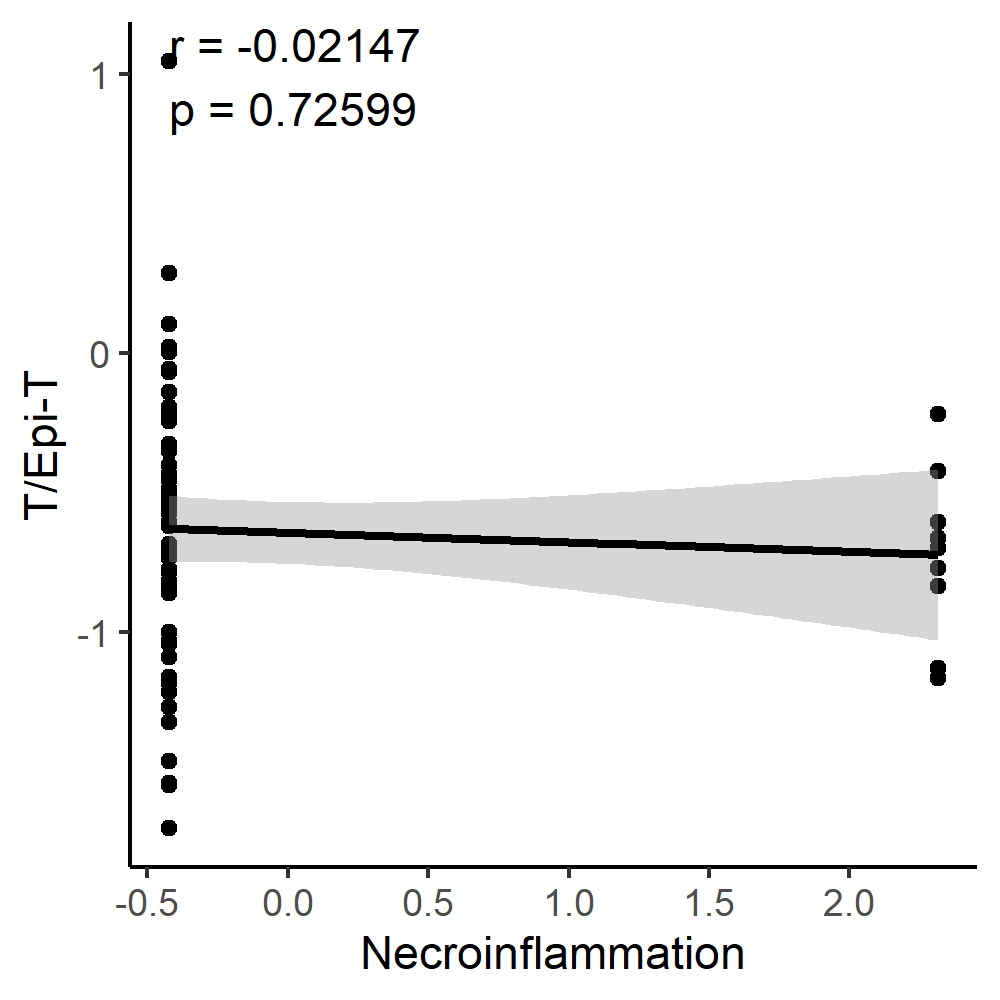 r = -0.02147
p = 0.72599
1
0
-1
T/Epi-T
-0.5 0.0 0.5 1.0 1.5 2.0
Necroinflammation